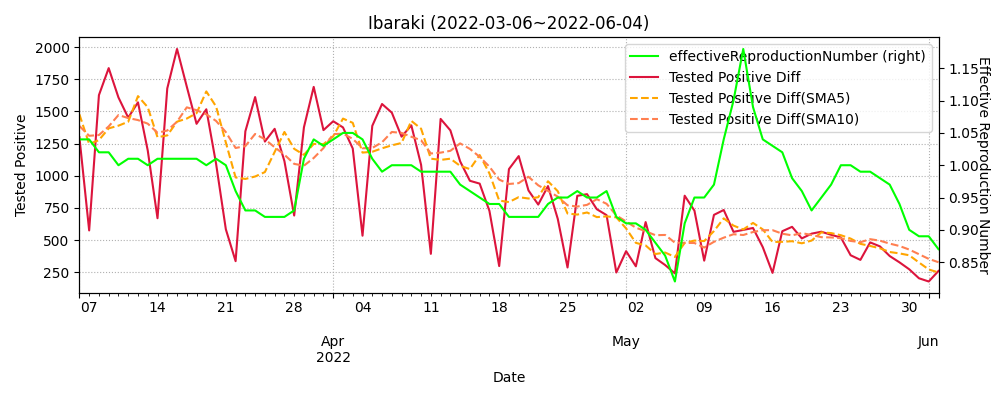 Ibaraki (2022-03-06~2022-06-04)
effectiveReproductionNumber (right)
Tested Positive Diff
Tested Positive Diff(SMA5)
Tested Positive Diff(SMA10)
Tested Positive
2000
1750
1500
1250
1000
750
500
250
1.15
1.10
1.05
1.00
0.95
0.90
0.85
Effective Reproduction Number
07 14 21 28 04 11 18 25 02 09 16 23 30
Apr May Jun
2022
Date